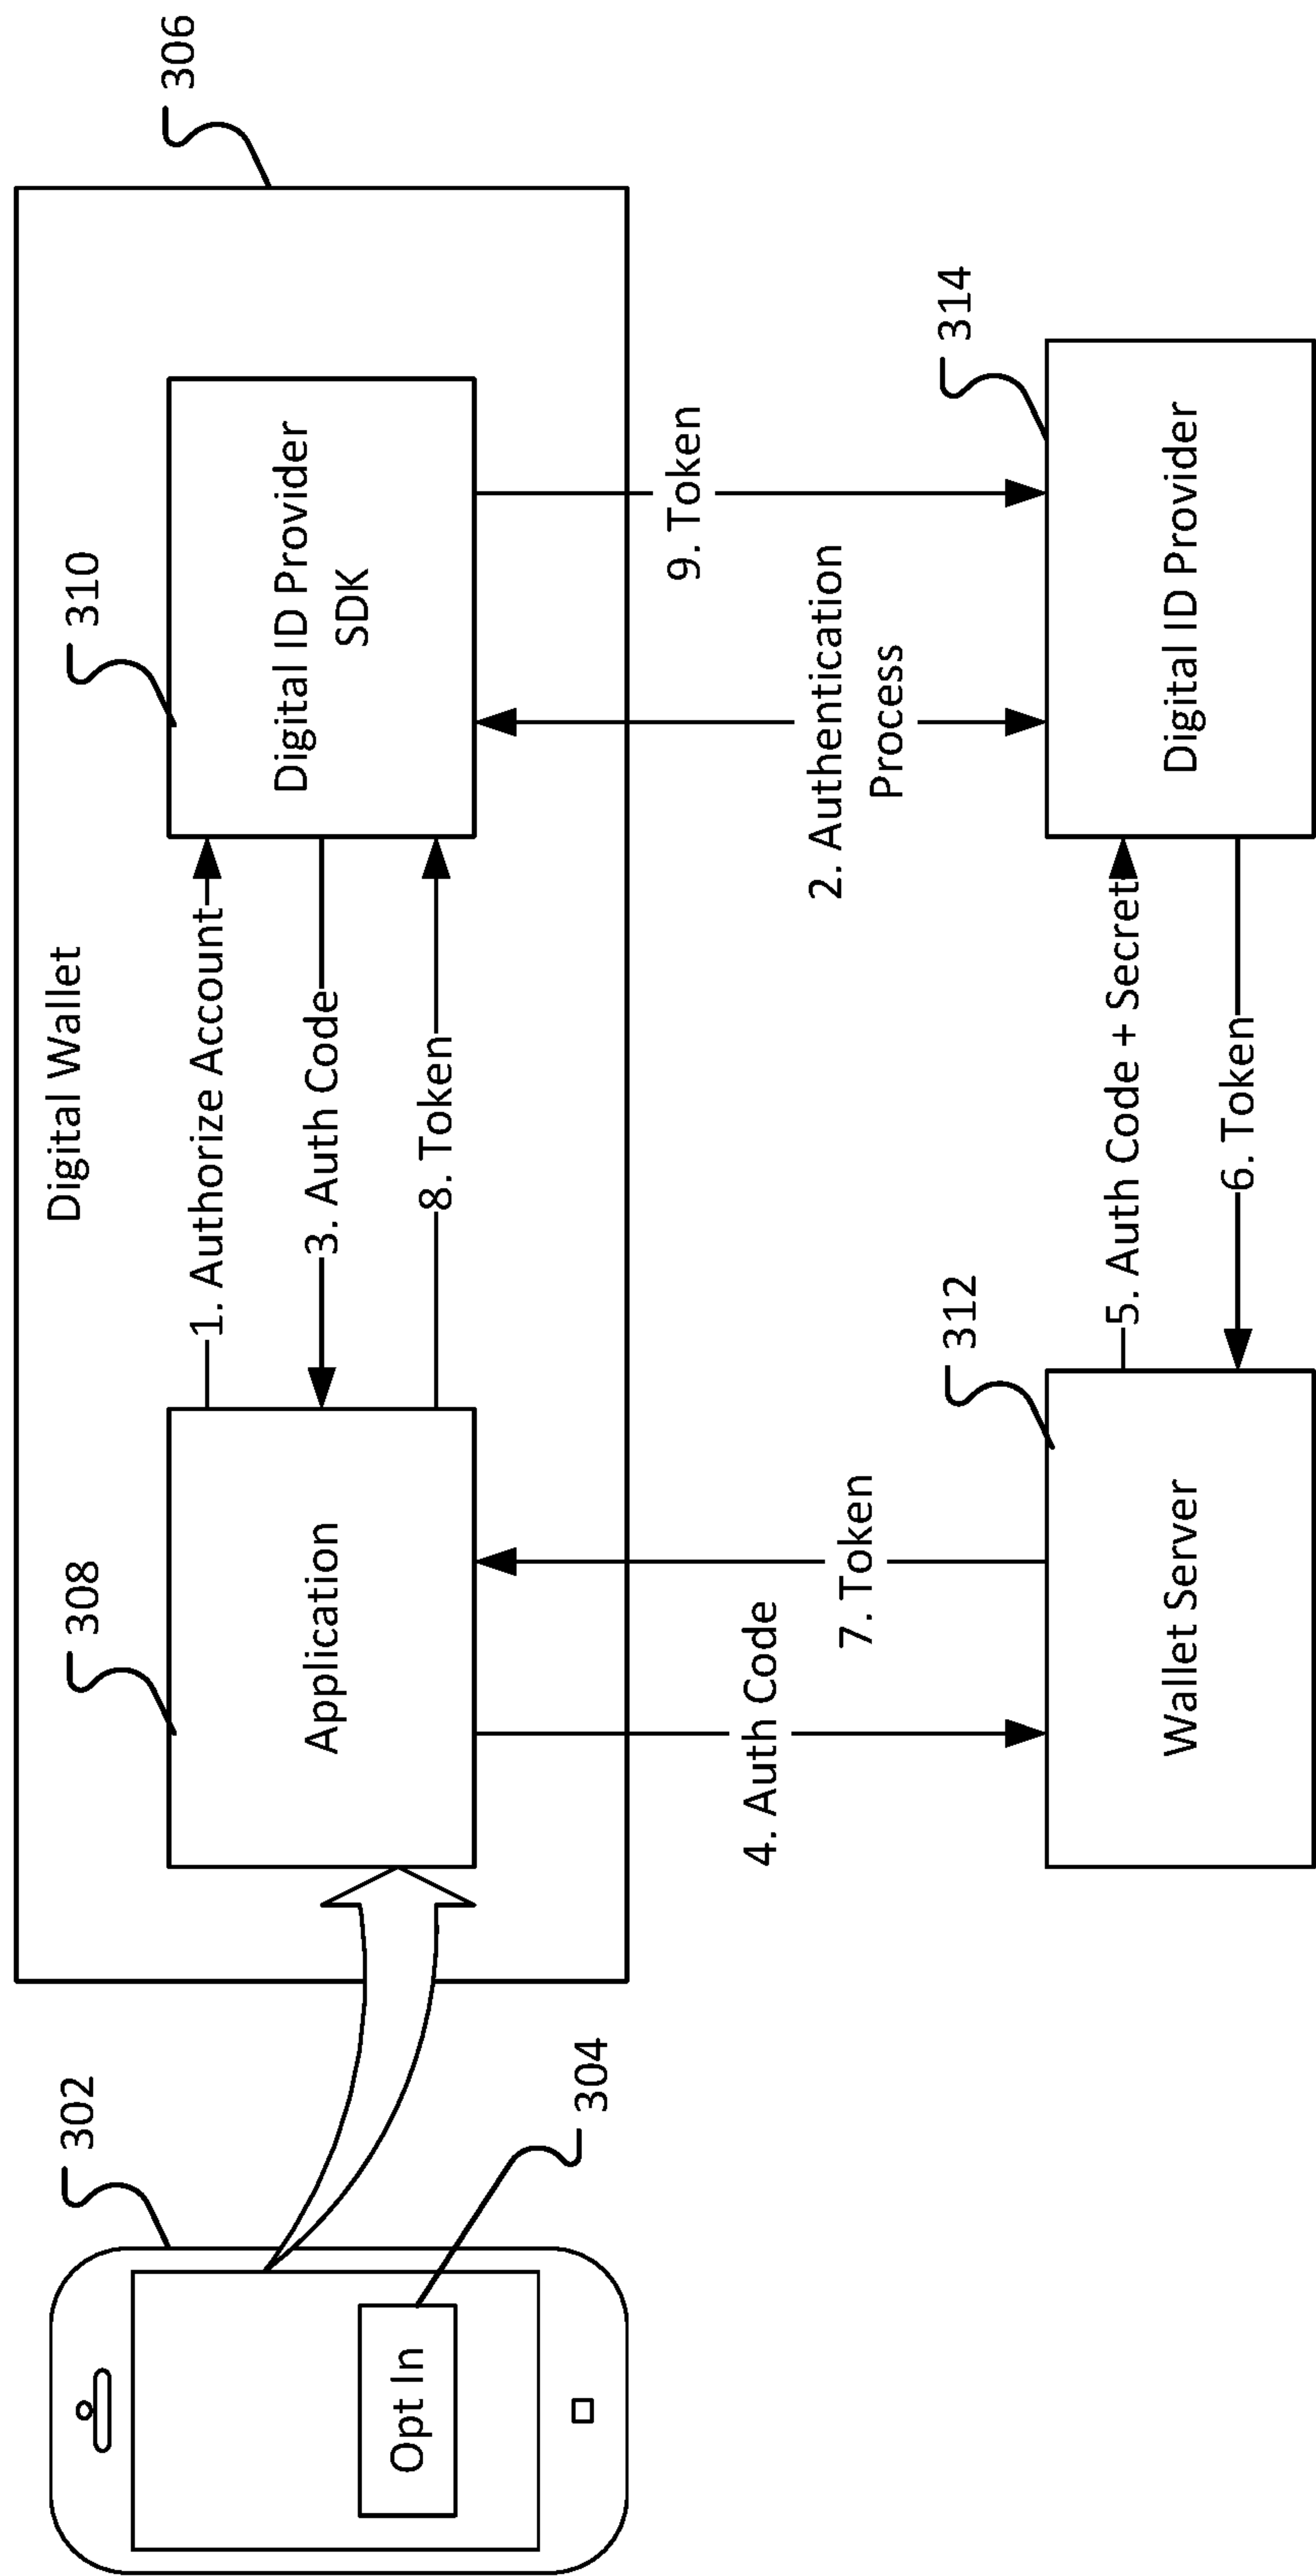 302
Opt In
304
Digital Wallet
306
308
Application
1. Authorize Account
3. Auth Code
8. Token
310
Digital ID Provider
SDK
4. Auth Code
7. Token
2. Authentication
Process
9. Token
312
Wallet Server
5. Auth Code + Secret
6. Token
314
Digital ID Provider